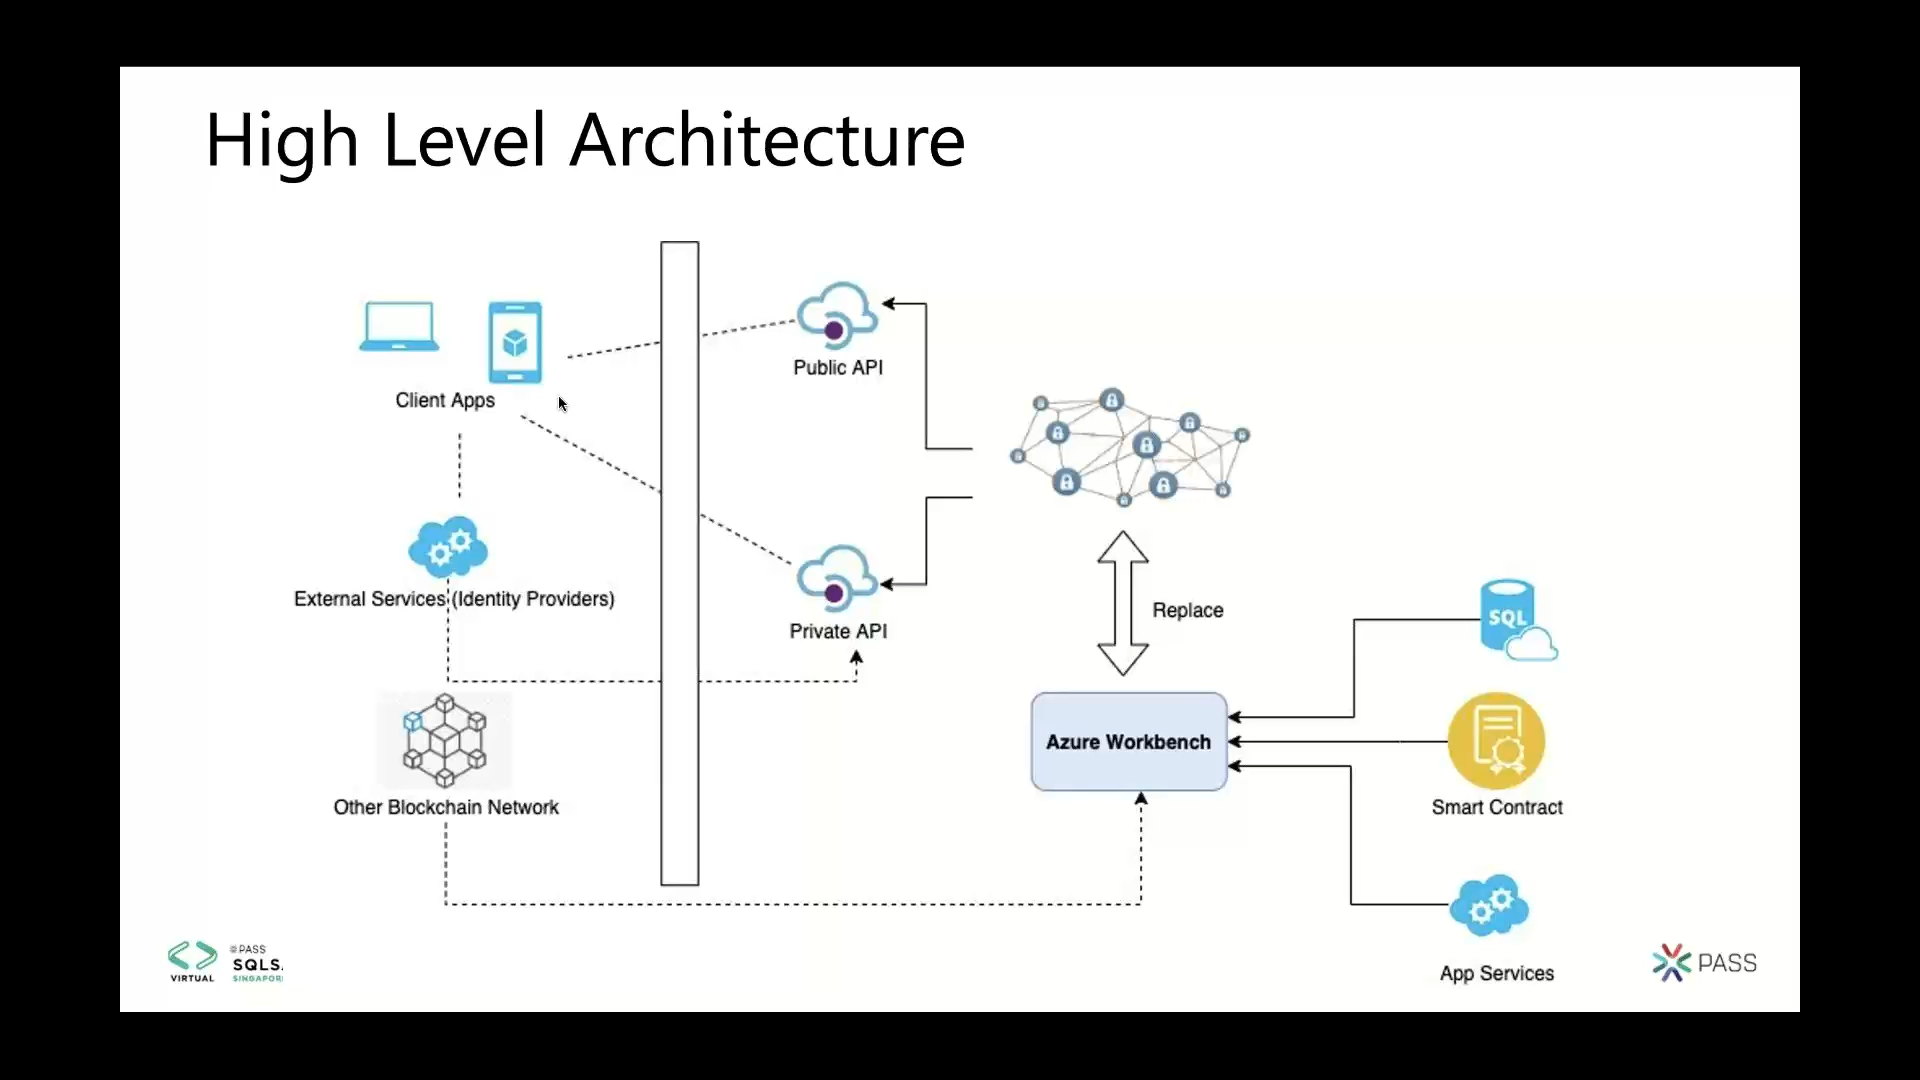 High Level Architecture
Public API
Client Apps
External Services (Identity Providers)
Private API
Replace
SQL
Azure Workbench
Other Blockchain Network
Smart Contract
App Services
VIRTUAL
@PASS
SQLS
SINGAPOR
PASS